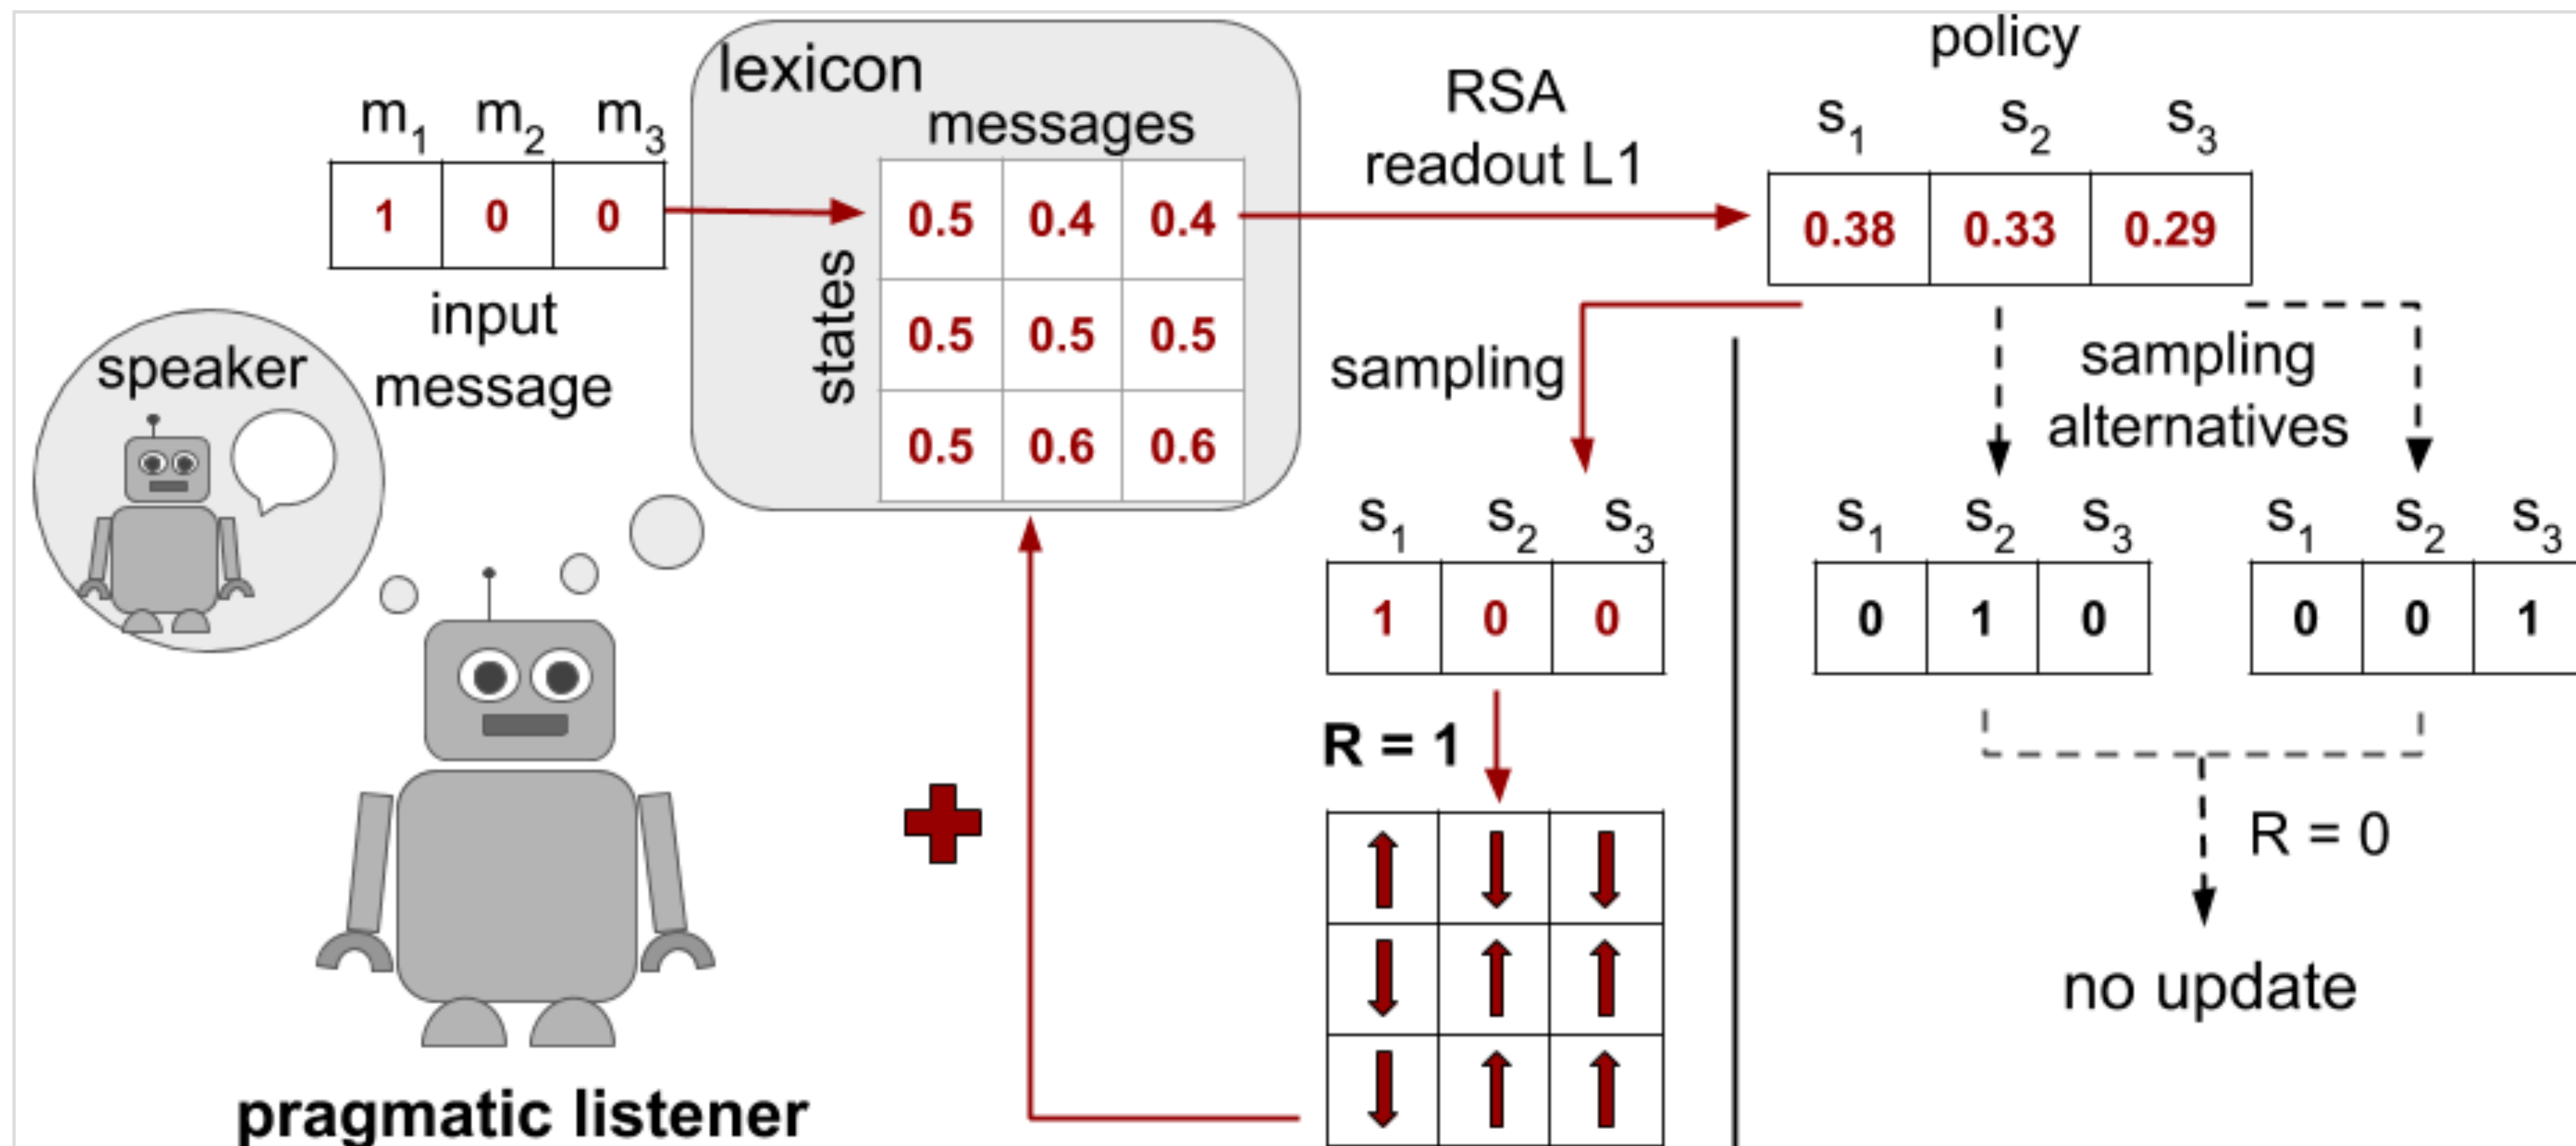 lexicon
messages
states
0.5 0.4 0.4
0.5 0.5 0.5
0.5 0.6 0.6
m1 m2 m3
1 0 0
input
message
speaker
pragmatic listener
RSA
readout L1
policy
s1 s2 s3
0.38 0.33 0.29
sampling
s1 s2 s3
1 0 0
R = 1
sampling
alternatives
s1 s2 s3
0 1 0
s1 s2 s3
0 0 1
R = 0
no update